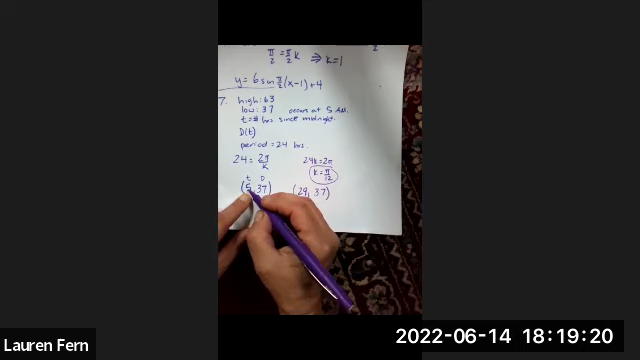 π/2 = π/2 k ⇒ k=1
2
y = 6 sin π/2 (x-1) + 4
7. high: 63
low: 37 occurs at 5 AM.
t = # hrs. since midnight.
D(t)
period = 24 hrs.
24 = 2π/k 24k = 2π
k = π/12
t D
(5, 37) (29, 37)
Lauren Fern
2022-06-14 18:19:20